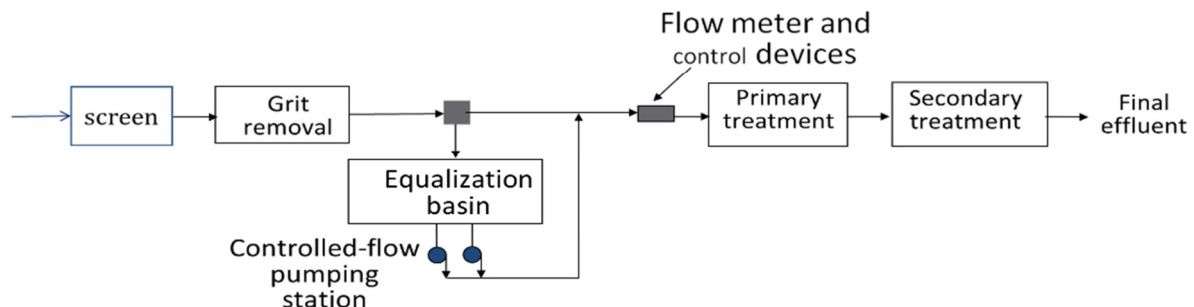 Flow meter and
control devices
screen
Grit
removal
Primary
treatment
Secondary
treatment
Final
effluent
Equalization
basin
Controlled-flow
pumping
station